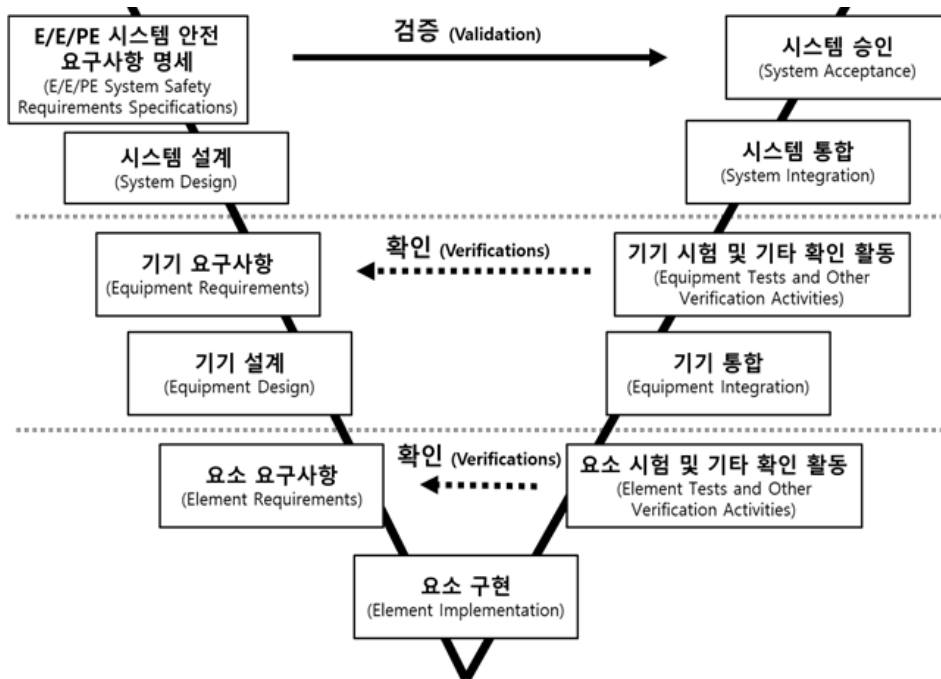 E/E/PE 시스템 안전
요구사항 명세
(E/E/PE System Safety
Requirements Specifications)
검증 (Validation)
시스템 승인
(System Acceptance)
시스템 설계
(System Design)
시스템 통합
(System Integration)
기기 요구사항
(Equipment Requirements)
확인 (Verifications)
기기 시험 및 기타 확인 활동
(Equipment Tests and Other
Verification Activities)
기기 설계
(Equipment Design)
기기 통합
(Equipment Integration)
요소 요구사항
(Element Requirements)
확인 (Verifications)
요소 시험 및 기타 확인 활동
(Element Tests and Other
Verification Activities)
요소 구현
(Element Implementation)